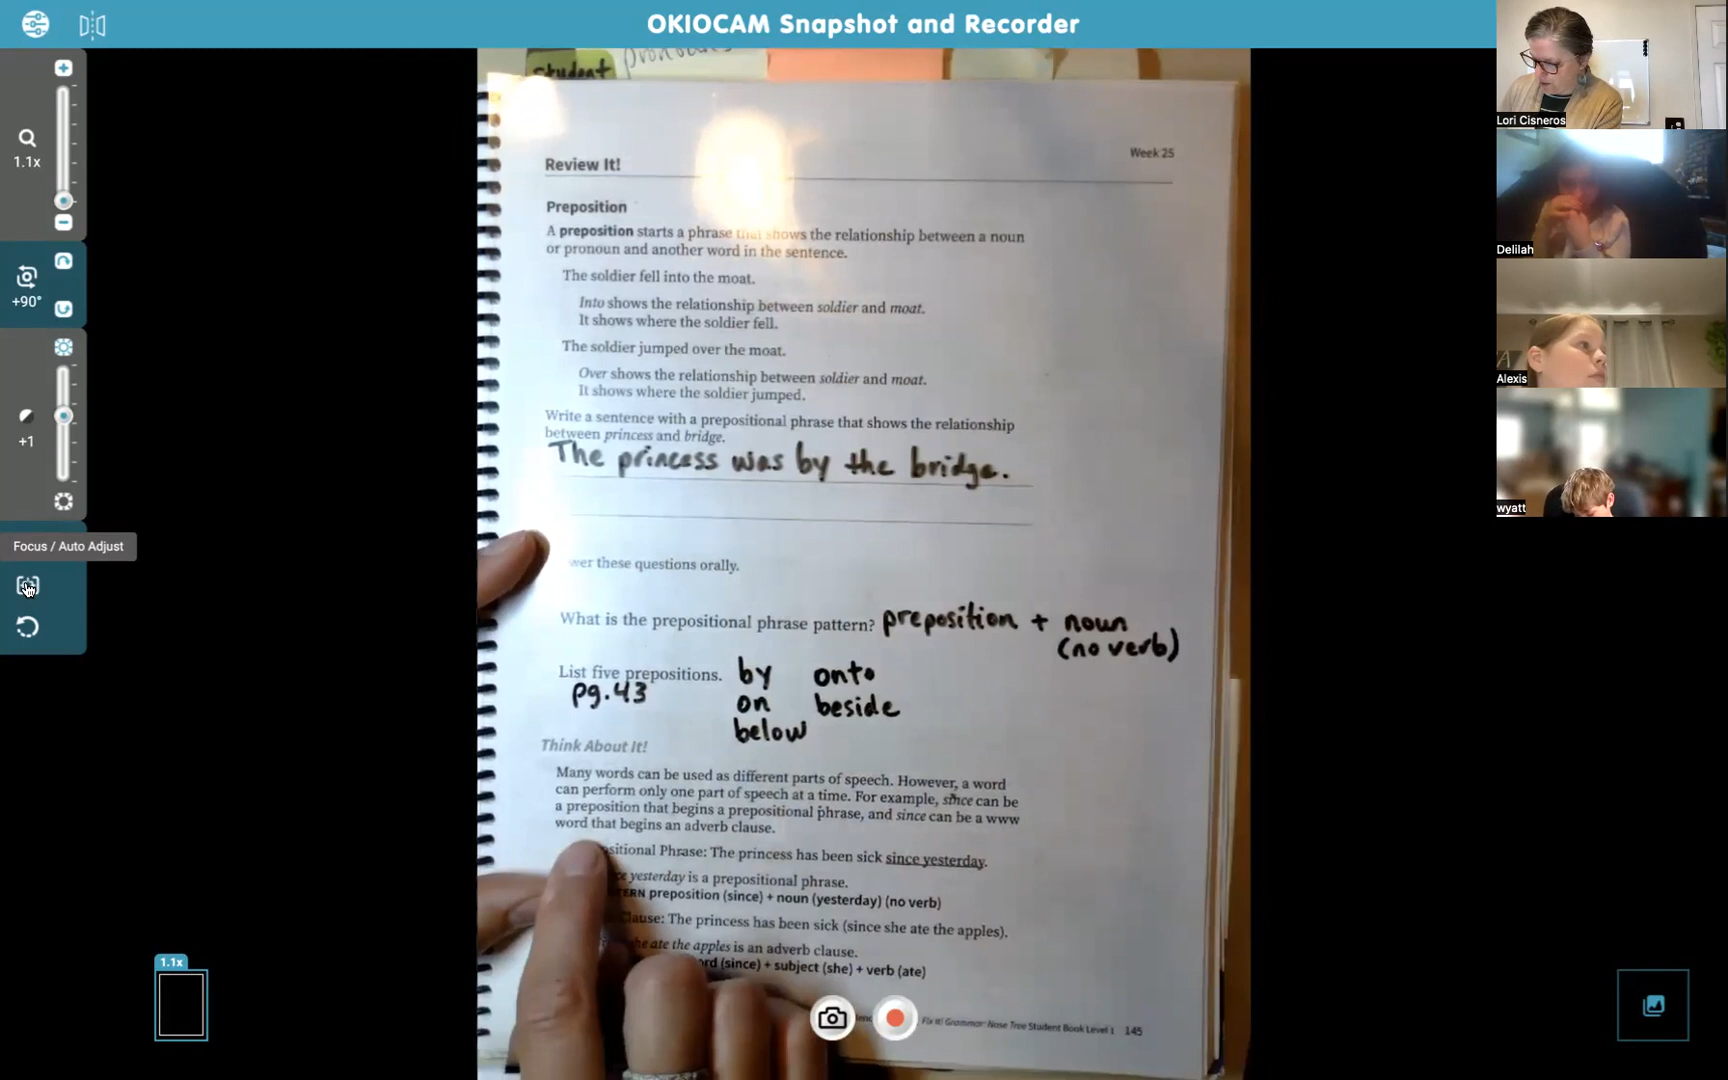 OKIOCAM Snapshot and Recorder
1.1x
+90°
+1
Focus / Auto Adjust
1.1x
student
pronouns
Week 25
Review It!
Preposition
A preposition starts a phrase that shows the relationship between a noun
or pronoun and another word in the sentence.
The soldier fell into the moat.
Into shows the relationship between soldier and moat.
It shows where the soldier fell.
The soldier jumped over the moat.
Over shows the relationship between soldier and moat.
It shows where the soldier jumped.
Write a sentence with a prepositional phrase that shows the relationship
between princess and bridge.
The princess was by the bridge.
wer these questions orally.
What is the prepositional phrase pattern? preposition + noun
(no verb)
List five prepositions. by onto
pg.43 on beside
below
Think About It!
Many words can be used as different parts of speech. However, a word
can perform only one part of speech at a time. For example, since can be
a preposition that begins a prepositional phrase, and since can be a www
word that begins an adverb clause.
sitional Phrase: The princess has been sick since yesterday.
ce yesterday is a prepositional phrase.
ERN preposition (since) + noun (yesterday) (no verb)
Clause: The princess has been sick (since she ate the apples).
she ate the apples is an adverb clause.
ord (since) + subject (she) + verb (ate)
Fix It! Grammar: Nose Tree Student Book Level 1 145
Lori Cisneros
Delilah
Alexis
wyatt